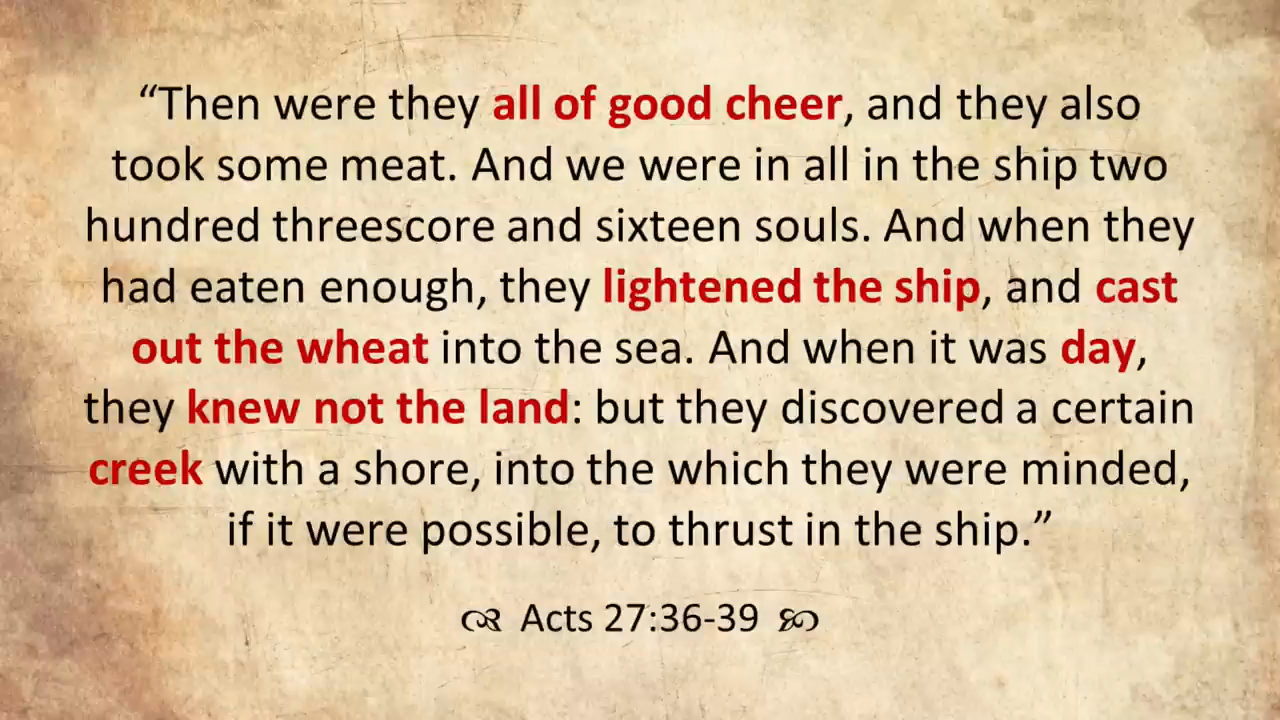 “Then were they all of good cheer, and they also
took some meat. And we were in all in the ship two
hundred threescore and sixteen souls. And when they
had eaten enough, they lightened the ship, and cast
out the wheat into the sea. And when it was day,
they knew not the land: but they discovered a certain
creek with a shore, into the which they were minded,
if it were possible, to thrust in the ship.”
Acts 27:36-39